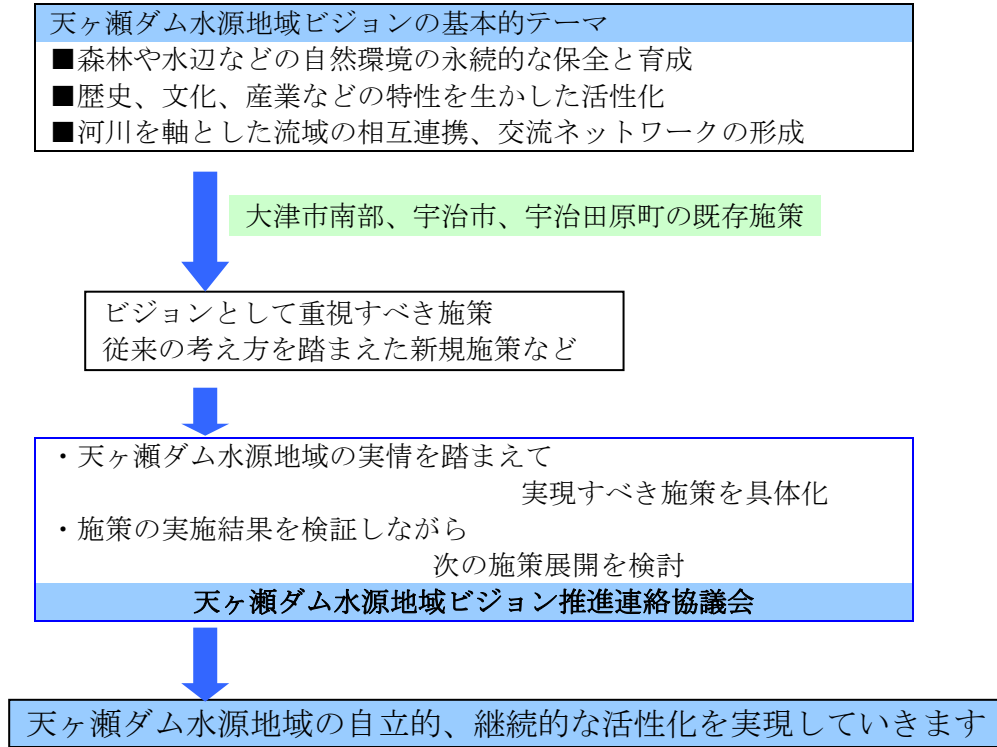 天ヶ瀬ダム水源地域ビジョンの基本的テーマ
■森林や水辺などの自然環境の永続的な保全と育成
■歴史、文化、産業などの特性を生かした活性化
■河川を軸とした流域の相互連携、交流ネットワークの形成
大津市南部、宇治市、宇治田原町の既存施策
ビジョンとして重視すべき施策
従来の考え方を踏まえた新規施策など
・天ヶ瀬ダム水源地域の実情を踏まえて
実現すべき施策を具体化
・施策の実施結果を検証しながら
次の施策展開を検討
天ヶ瀬ダム水源地域ビジョン推進連絡協議会
天ヶ瀬ダム水源地域の自立的、継続的な活性化を実現していきます